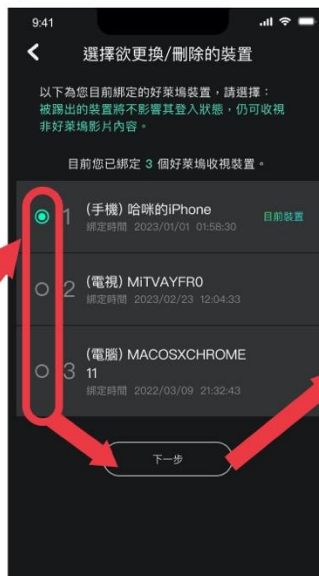 9:41
選擇欲更換/刪除的裝置
以下為您目前綁定的好萊塢裝置，請選擇：
被踢出的裝置將不影響其登入狀態，仍可收視
非好萊塢影片內容。
目前您已綁定 3 個好萊塢收視裝置。
1 (手機) 哈咪的iPhone 目前裝置
綁定時間 2023/01/01 01:58:30
2 (電視) MiTVAYFR0
綁定時間 2023/02/23 12:04:33
(電腦) MACOSXCHROME
3 11
綁定時間 2022/03/09 21:32:43
下一步